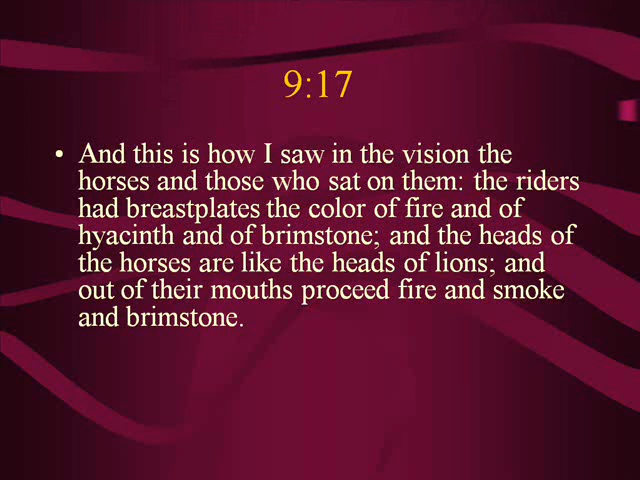 9:17
• And this is how I saw in the vision the
horses and those who sat on them: the riders
had breastplates the color of fire and of
hyacinth and of brimstone; and the heads of
the horses are like the heads of lions; and
out of their mouths proceed fire and smoke
and brimstone.